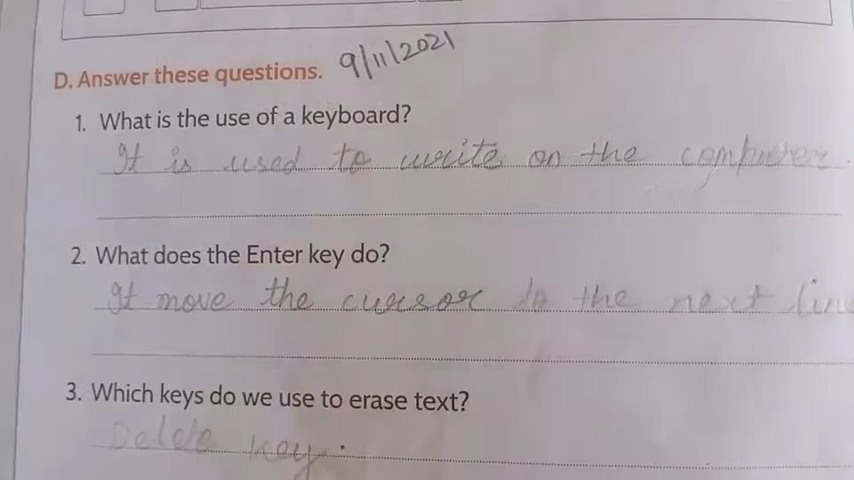 D. Answer these questions. 9/11/2021
1. What is the use of a keyboard?
It is used to write on the computer.
2. What does the Enter key do?
It move the cursor to the next line
3. Which keys do we use to erase text?
Delete key.